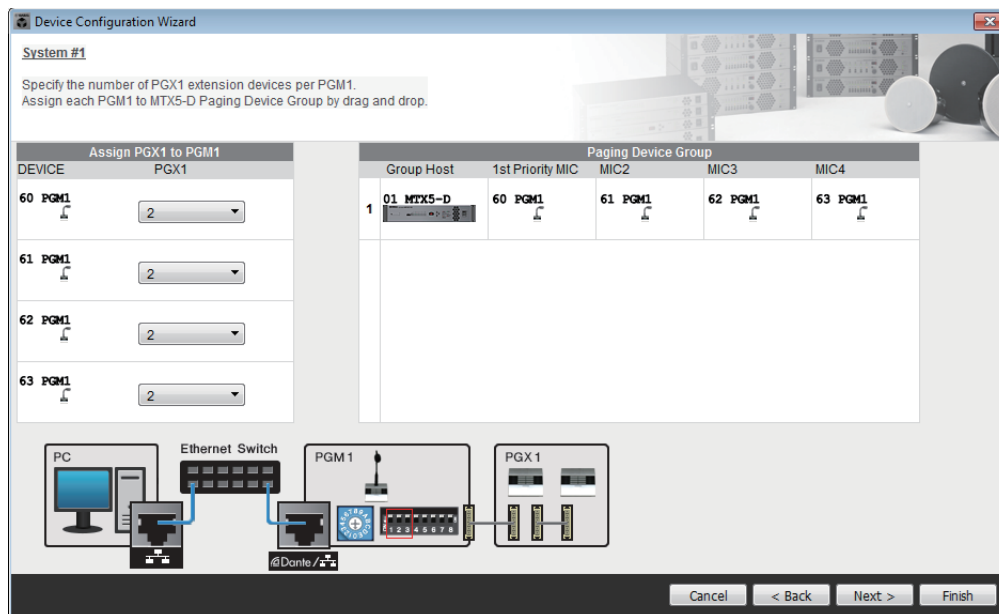 Device Configuration Wizard
System #1
Specify the number of PGX1 extension devices per PGM1.
Assign each PGM1 to MTX5-D Paging Device Group by drag and drop.
Assign PGX1 to PGM1
DEVICE PGX1
60 PGM1 2
61 PGM1 2
62 PGM1 2
63 PGM1 2
Paging Device Group
Group Host 1st Priority MIC MIC2 MIC3 MIC4
1 01 MTX5-D 60 PGM1 61 PGM1 62 PGM1 63 PGM1
PC
Ethernet Switch
PGM1
1 2 3 4 5 6 7 8
PGX1
Dante/
Cancel < Back Next > Finish